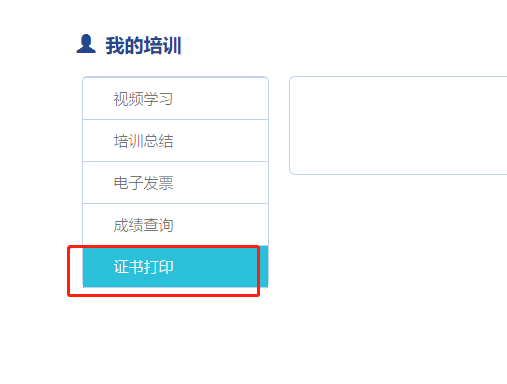 我的培训
视频学习
培训总结
电子发票
成绩查询
证书打印